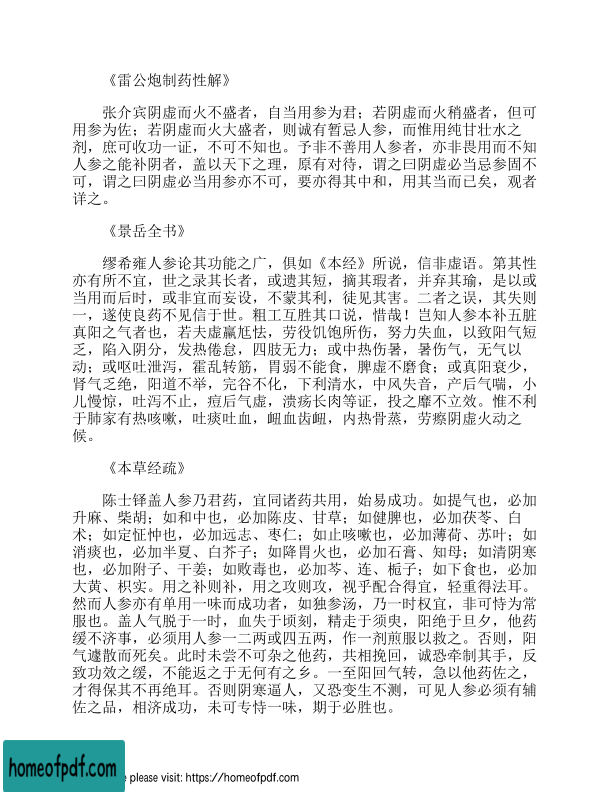 《雷公炮制药性解》
张介宾阴虚而火不盛者，自当用参为君；若阴虚而火稍盛者，但可
用参为佐；若阴虚而火大盛者，则诚有暂忌人参，而惟用纯甘壮水之
剂，庶可收功一证，不可不知也。予非不善用人参者，亦非畏用而不知
人参之能补阴者，盖以天下之理，原有对待，谓之曰阴虚必当忌参固不
可，谓之曰阴虚必当用参亦不可，要亦得其中和，用其当而已矣，观者
详之。
《景岳全书》
缪希雍人参论其功能之广，俱如《本经》所说，信非虚语。第其性
亦有所不宜，世之录其长者，或遗其短，摘其瑕者，并弃其瑜，是以或
当用而后时，或非宜而妄设，不蒙其利，徒见其害。二者之误，其失则
一，遂使良药不见信于世。粗工互胜其口说，惜哉！岂知人参本补五脏
真阳之气者也，若夫虚羸尪怯，劳役饥饱所伤，努力失血，以致阳气短
乏，陷入阴分，发热倦怠，四肢无力；或中热伤暑，暑伤气，无气以
动；或呕吐泄泻，霍乱转筋，胃弱不能食，脾虚不磨食；或真阳衰少，
肾气乏绝，阳道不举，完谷不化，下利清水，中风失音，产后气喘，小
儿慢惊，吐泻不止，痘后气虚，溃疡长肉等证，投之靡不立效。惟不利
于肺家有热咳嗽，吐痰吐血，衄血齿衄，内热骨蒸，劳瘵阴虚火动之
候。
《本草经疏》
陈士铎盖人参乃君药，宜同诸药共用，始易成功。如提气也，必加
升麻、柴胡；如和中也，必加陈皮、甘草；如健脾也，必加茯苓、白
术；如定怔忡也，必加远志、枣仁；如止咳嗽也，必加薄荷、苏叶；如
消痰也，必加半夏、白芥子；如降胃火也，必加石膏、知母；如清阴寒
也，必加附子、干姜；如败毒也，必加芩、连、栀子；如下食也，必加
大黄、枳实。用之补则补，用之攻则攻，视乎配合得宜，轻重得法耳。
然而人参亦有单用一味而成功者，如独参汤，乃一时权宜，非可恃为常
服也。盖人气脱于一时，血失于顷刻，精走于须臾，阳绝于旦夕，他药
缓不济事，必须用人参一二两或四五两，作一剂煎服以救之。否则，阳
气遽散而死矣。此时未尝不可杂之他药，共相挽回，诚恐牵制其手，反
致功效之缓，不能返之于无何有之乡。一至阳回气转，急以他药佐之，
才得保其不再绝耳。否则阴寒逼人，又恐变生不测，可见人参必须有辅
佐之品，相济成功，未可专恃一味，期于必胜也。
homeofpdf.com
e please visit: https://homeofpdf.com